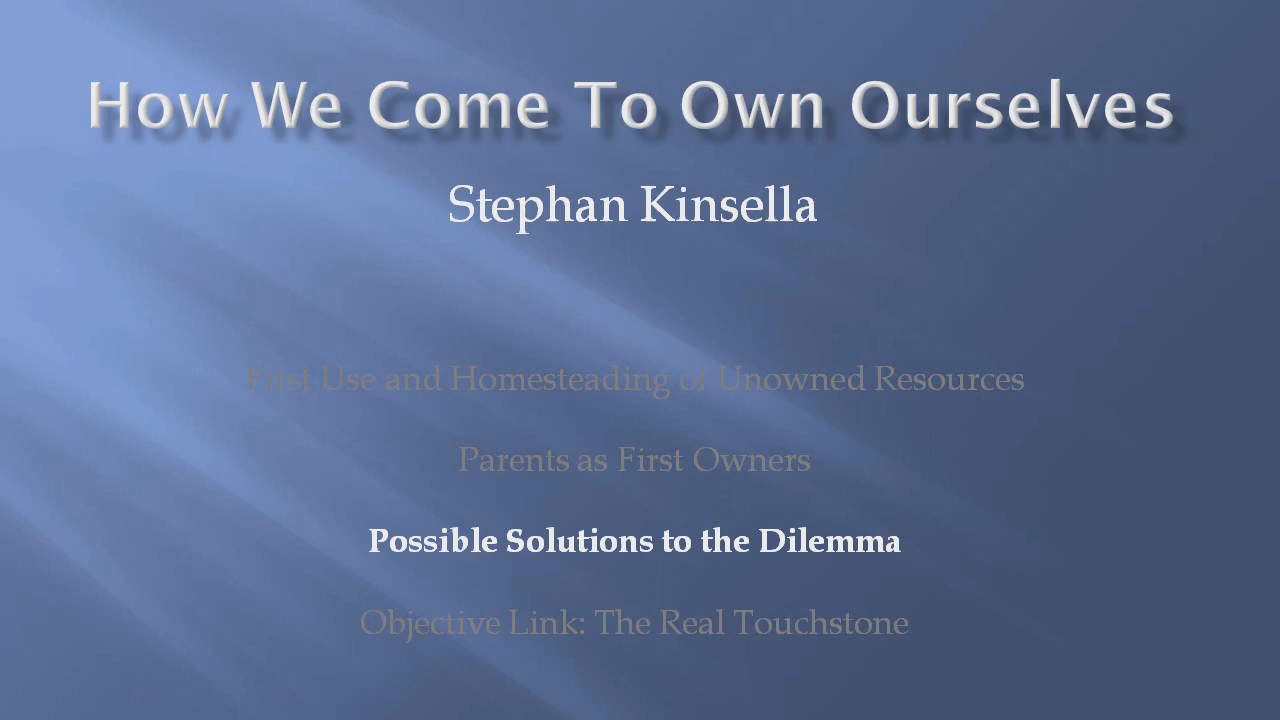 How We Come To Own Ourselves
Stephan Kinsella
First Use and Homesteading of Unowned Resources
Parents as First Owners
Possible Solutions to the Dilemma
Objective Link: The Real Touchstone